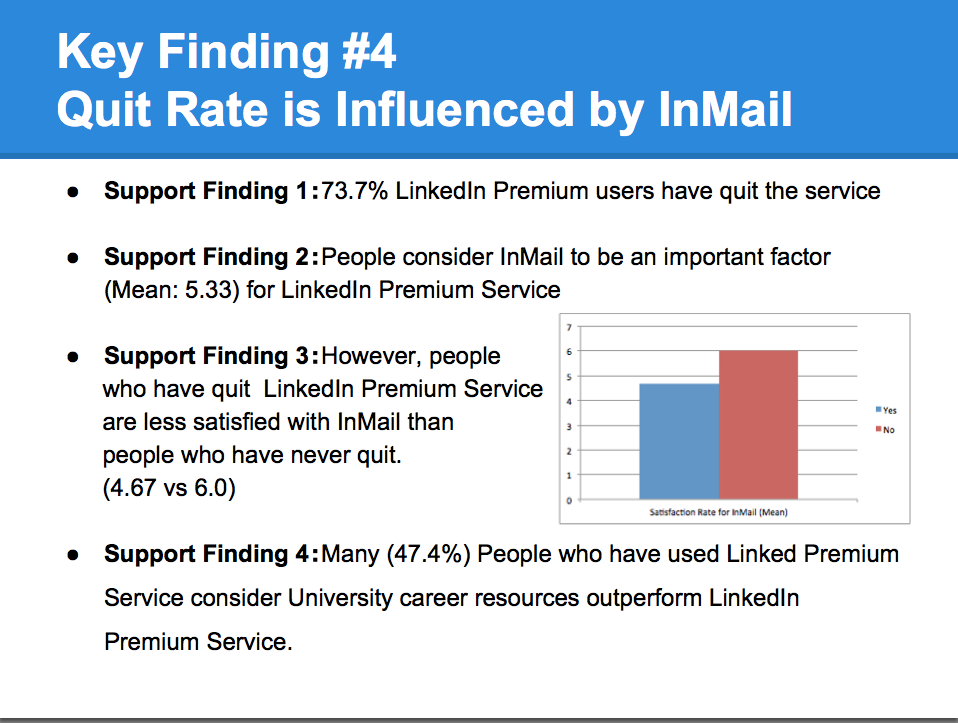 Key Finding #4
Quit Rate is Influenced by InMail
● Support Finding 1:73.7% LinkedIn Premium users have quit the service
● Support Finding 2:People consider InMail to be an important factor
(Mean: 5.33) for LinkedIn Premium Service
● Support Finding 3:However, people
who have quit  LinkedIn Premium Service
are less satisfied with InMail than
people who have never quit.
(4.67 vs 6.0)
7
6
5
4
3
2
1
0
Satisfaction Rate for InMail (Mean)
Yes
No
● Support Finding 4:Many (47.4%) People who have used Linked Premium
Service consider University career resources outperform LinkedIn
Premium Service.